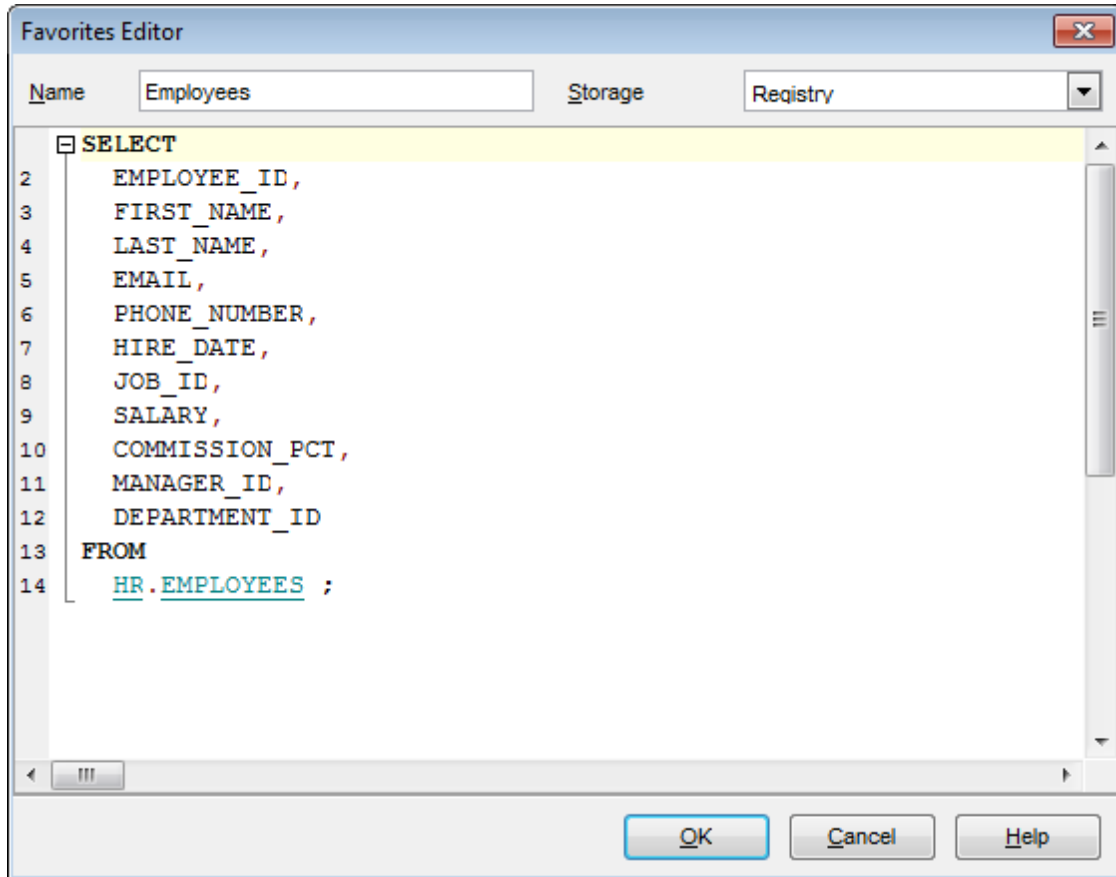 Favorites Editor
Name Employees Storage Registry
SELECT
2 EMPLOYEE_ID,
3 FIRST_NAME,
4 LAST_NAME,
5 EMAIL,
6 PHONE_NUMBER,
7 HIRE_DATE,
8 JOB_ID,
9 SALARY,
10 COMMISSION_PCT,
11 MANAGER_ID,
12 DEPARTMENT_ID
13 FROM
14 HR.EMPLOYEES ;
OK Cancel Help